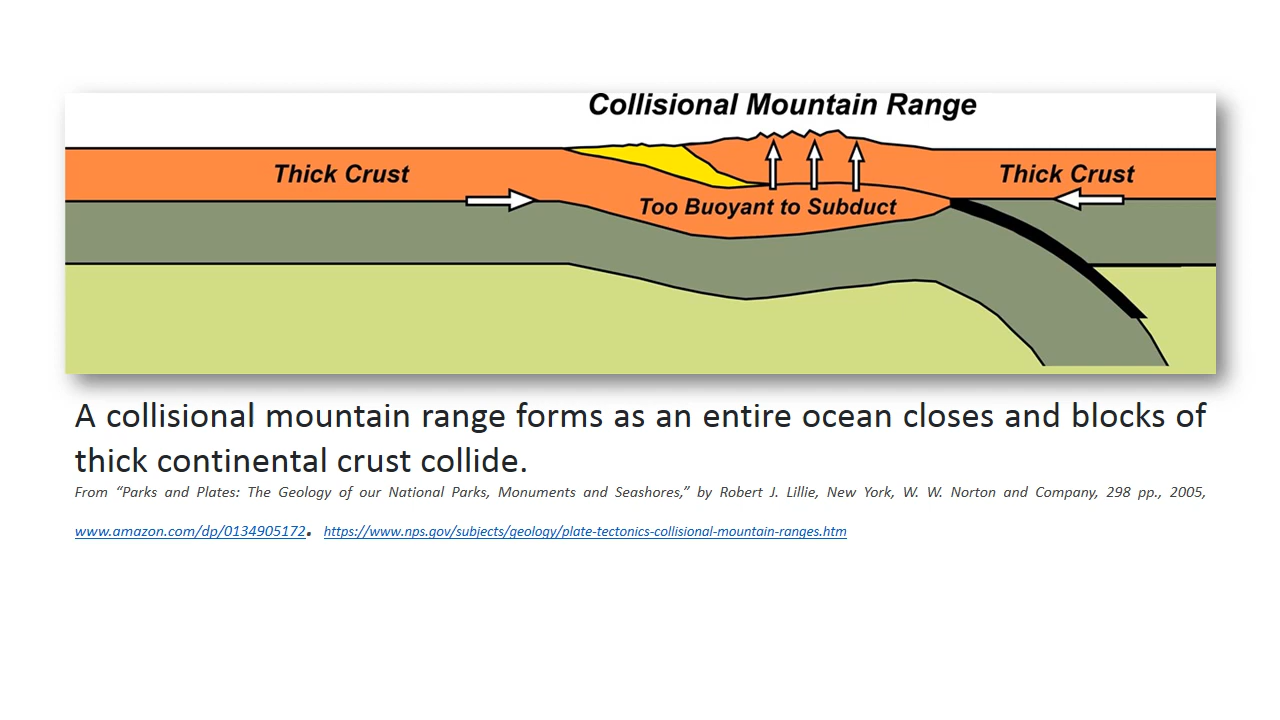 Collisional Mountain Range
Thick Crust
Thick Crust
Too Buoyant to Subduct
A collisional mountain range forms as an entire ocean closes and blocks of
thick continental crust collide.
From “Parks and Plates: The Geology of our National Parks, Monuments and Seashores,” by Robert J. Lillie, New York, W. W. Norton and Company, 298 pp., 2005,
www.amazon.com/dp/0134905172. https://www.nps.gov/subjects/geology/plate-tectonics-collisional-mountain-ranges.htm